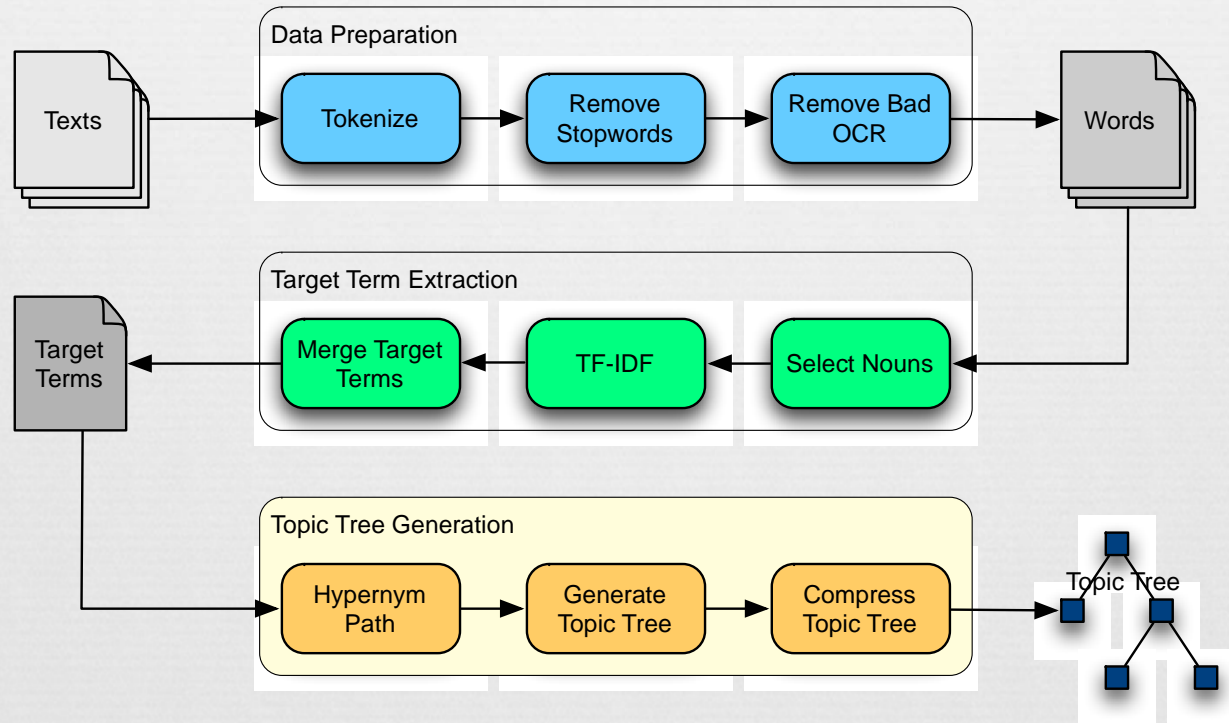 Data Preparation
Texts
Tokenize
Remove
Stopwords
Remove Bad
OCR
Words
Target Term Extraction
Target
Terms
Merge Target
Terms
TF-IDF
Select Nouns
Topic Tree Generation
Hypernym
Path
Generate
Topic Tree
Compress
Topic Tree
Topic Tree